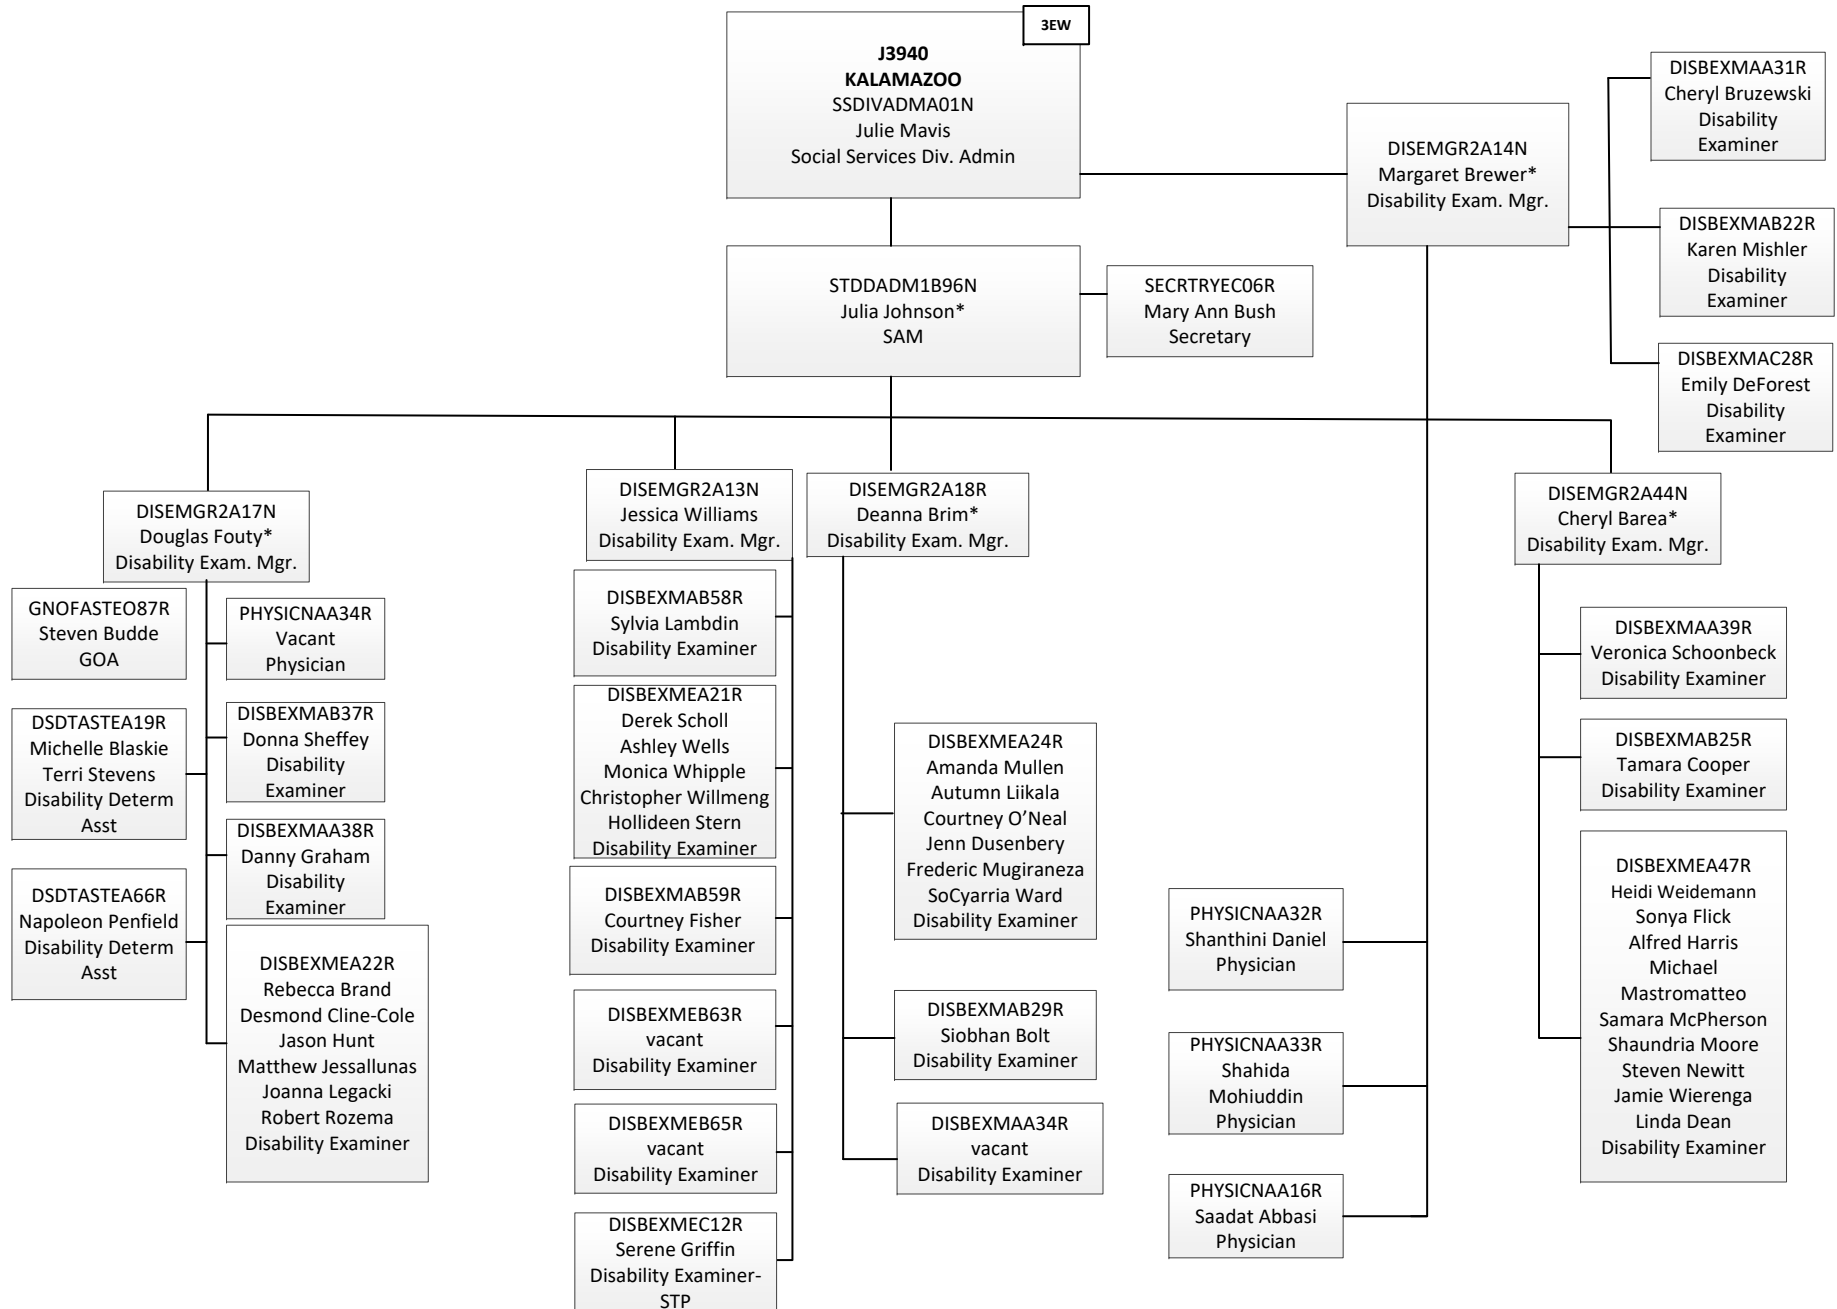 3EW
J3940
KALAMAZOO
SSDIVADMA01N
Julie Mavis
Social Services Div. Admin
DISEMGR2A14N
Margaret Brewer*
Disability Exam. Mgr.
DISBEXMAA31R
Cheryl Bruzewski
Disability
Examiner
DISBEXMAB22R
Karen Mishler
Disability
Examiner
DISBEXMAC28R
Emily DeForest
Disability
Examiner
STDDADM1B96N
Julia Johnson*
SAM
SECRTRYEC06R
Mary Ann Bush
Secretary
DISEMGR2A17N
Douglas Fouty*
Disability Exam. Mgr.
GNOFASTEO87R
Steven Budde
GOA
DSDTASTEA19R
Michelle Blaskie
Terri Stevens
Disability Determ
Asst
DSDTASTEA66R
Napoleon Penfield
Disability Determ
Asst
PHYSICNAA34R
Vacant
Physician
DISBEXMAB37R
Donna Sheffey
Disability
Examiner
DISBEXMAA38R
Danny Graham
Disability
Examiner
DISBEXMEA22R
Rebecca Brand
Desmond Cline-Cole
Jason Hunt
Matthew Jessallunas
Joanna Legacki
Robert Rozema
Disability Examiner
DISEMGR2A13N
Jessica Williams
Disability Exam. Mgr.
DISBEXMAB58R
Sylvia Lambdin
Disability Examiner
DISBEXMEA21R
Derek Scholl
Ashley Wells
Monica Whipple
Christopher Willmeng
Hollideen Stern
Disability Examiner
DISBEXMAB59R
Courtney Fisher
Disability Examiner
DISBEXMEB63R
vacant
Disability Examiner
DISBEXMEB65R
vacant
Disability Examiner
DISBEXMEC12R
Serene Griffin
Disability Examiner-
STP
DISEMGR2A18R
Deanna Brim*
Disability Exam. Mgr.
DISBEXMEA24R
Amanda Mullen
Autumn Liikala
Courtney O’Neal
Jenn Dusenbery
Frederic Mugiraneza
SoCyarria Ward
Disability Examiner
DISBEXMAB29R
Siobhan Bolt
Disability Examiner
DISBEXMAA34R
vacant
Disability Examiner
PHYSICNAA32R
Shanthini Daniel
Physician
PHYSICNAA33R
Shahida
Mohiuddin
Physician
PHYSICNAA16R
Saadat Abbasi
Physician
DISEMGR2A44N
Cheryl Barea*
Disability Exam. Mgr.
DISBEXMAA39R
Veronica Schoonbeck
Disability Examiner
DISBEXMAB25R
Tamara Cooper
Disability Examiner
DISBEXMEA47R
Heidi Weidemann
Sonya Flick
Alfred Harris
Michael
Mastromatteo
Samara McPherson
Shaundria Moore
Steven Newitt
Jamie Wierenga
Linda Dean
Disability Examiner